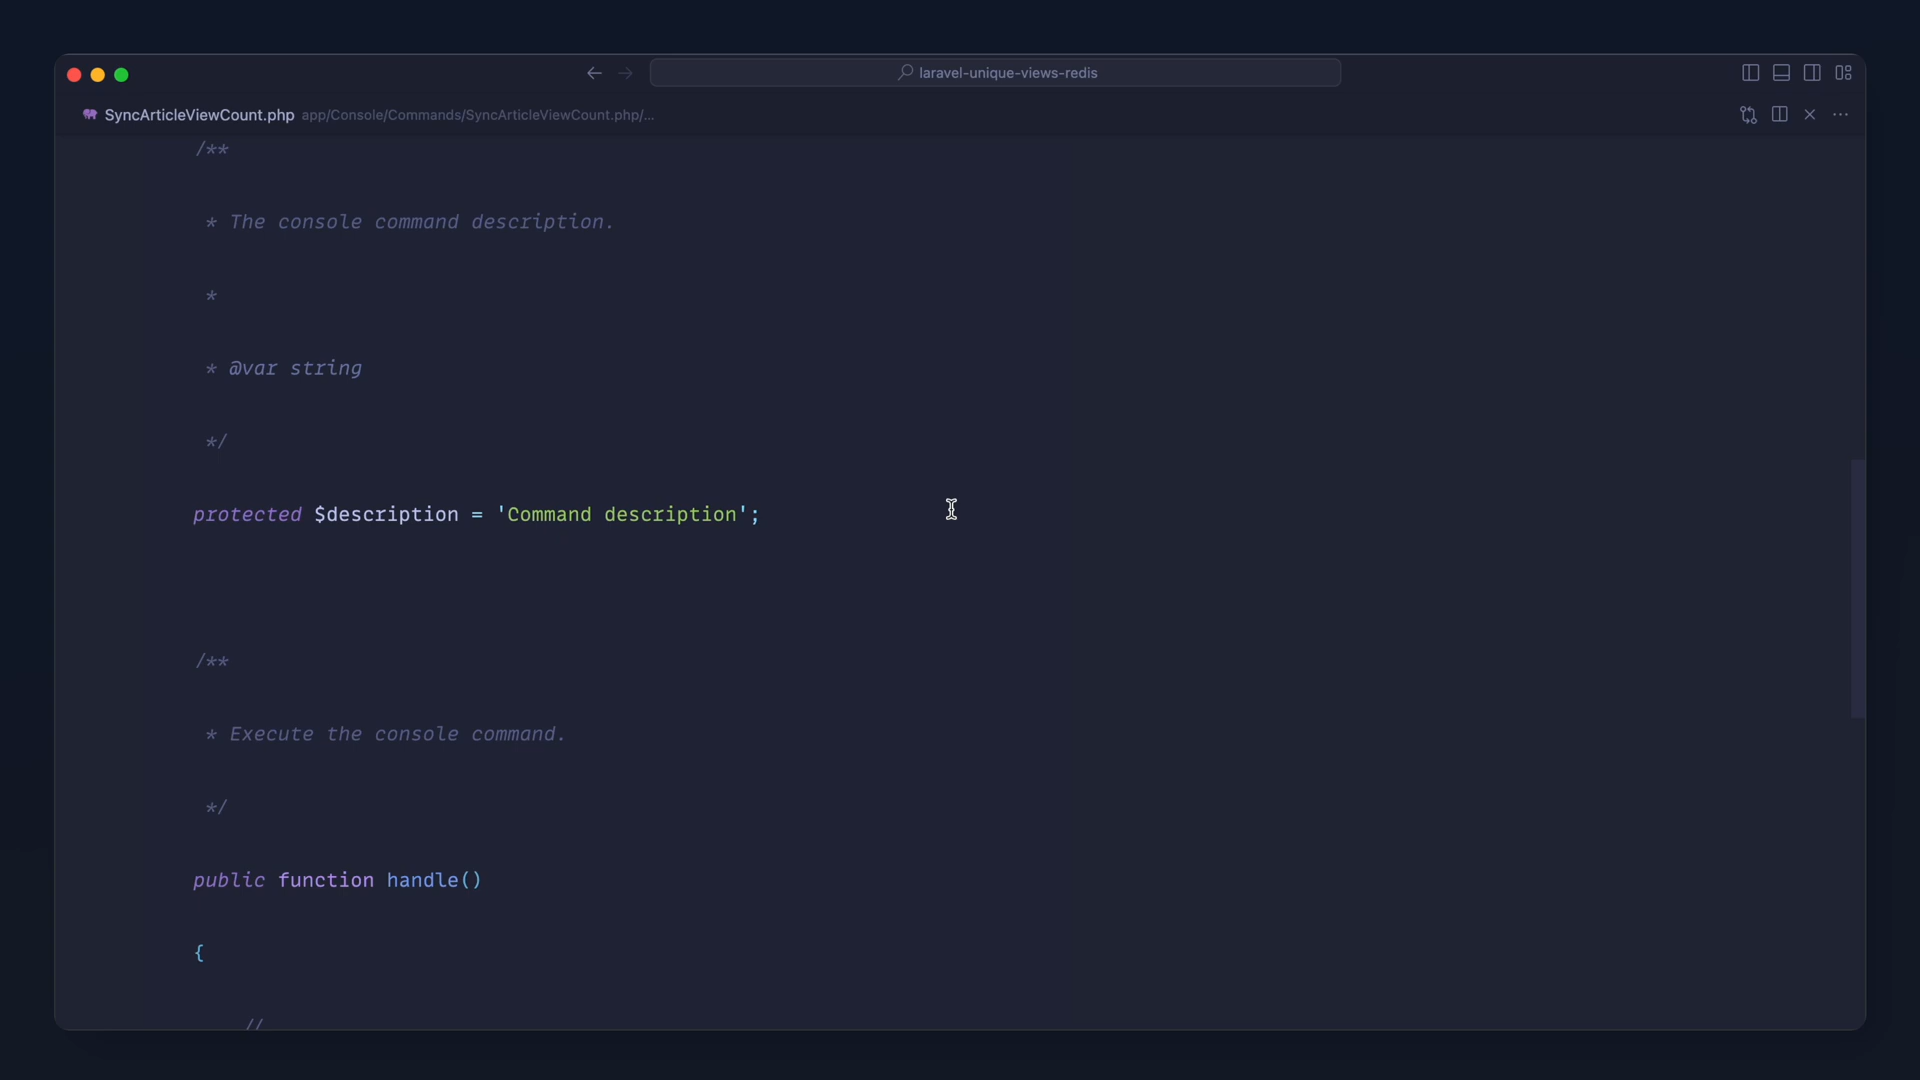 laravel-unique-views-redis
SyncArticleViewCount.php app/Console/Commands/SyncArticleViewCount.php/...
/**
* The console command description.
*
* @var string
*/
protected $description = 'Command description';
/**
* Execute the console command.
*/
public function handle()
{
//